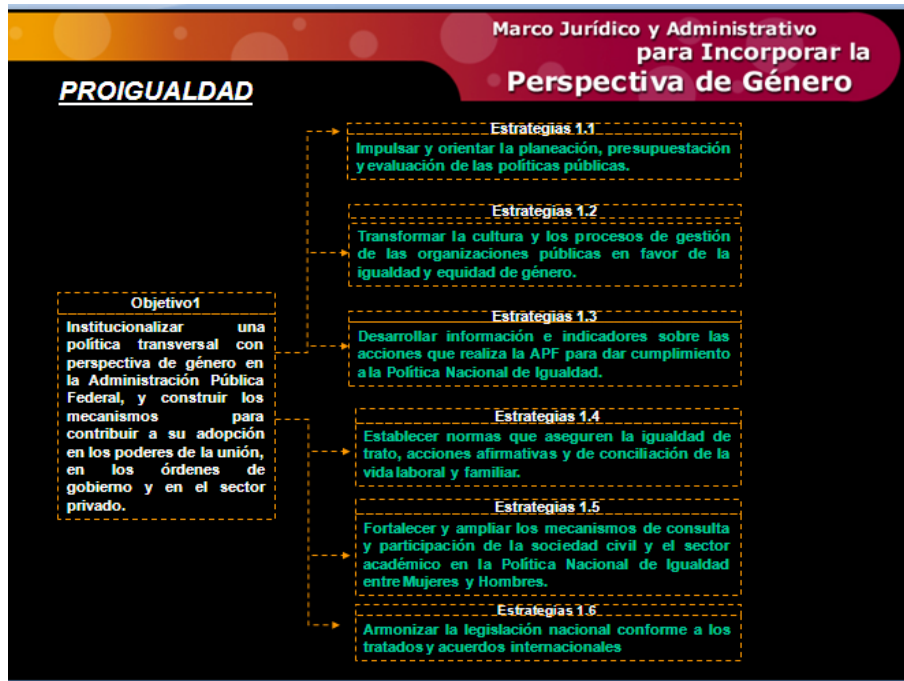 Marco Jurídico y Administrativo
para Incorporar la
Perspectiva de Género
PROIGUALDAD
Objetivo1
Institucionalizar una
política transversal con
perspectiva de género en
la Administración Pública
Federal, y construir los
mecanismos para
contribuir a su adopción
en los poderes de la unión,
en los órdenes de
gobierno y en el sector
privado.
Estrategias 1.1
Impulsar y orientar la planeación, presupuestación
y evaluación de las políticas públicas.
Estrategias 1.2
Transformar la cultura y los procesos de gestión
de las organizaciones públicas en favor de la
igualdad y equidad de género.
Estrategias 1.3
Desarrollar información e indicadores sobre las
acciones que realiza la APF para dar cumplimiento
a la Política Nacional de Igualdad.
Estrategias 1.4
Establecer normas que aseguren la igualdad de
trato, acciones afirmativas y de conciliación de la
vida laboral y familiar.
Estrategias 1.5
Fortalecer y ampliar los mecanismos de consulta
y participación de la sociedad civil y el sector
académico en la Política Nacional de Igualdad
entre Mujeres y Hombres.
Estrategias 1.6
Armonizar la legislación nacional conforme a los
tratados y acuerdos internacionales